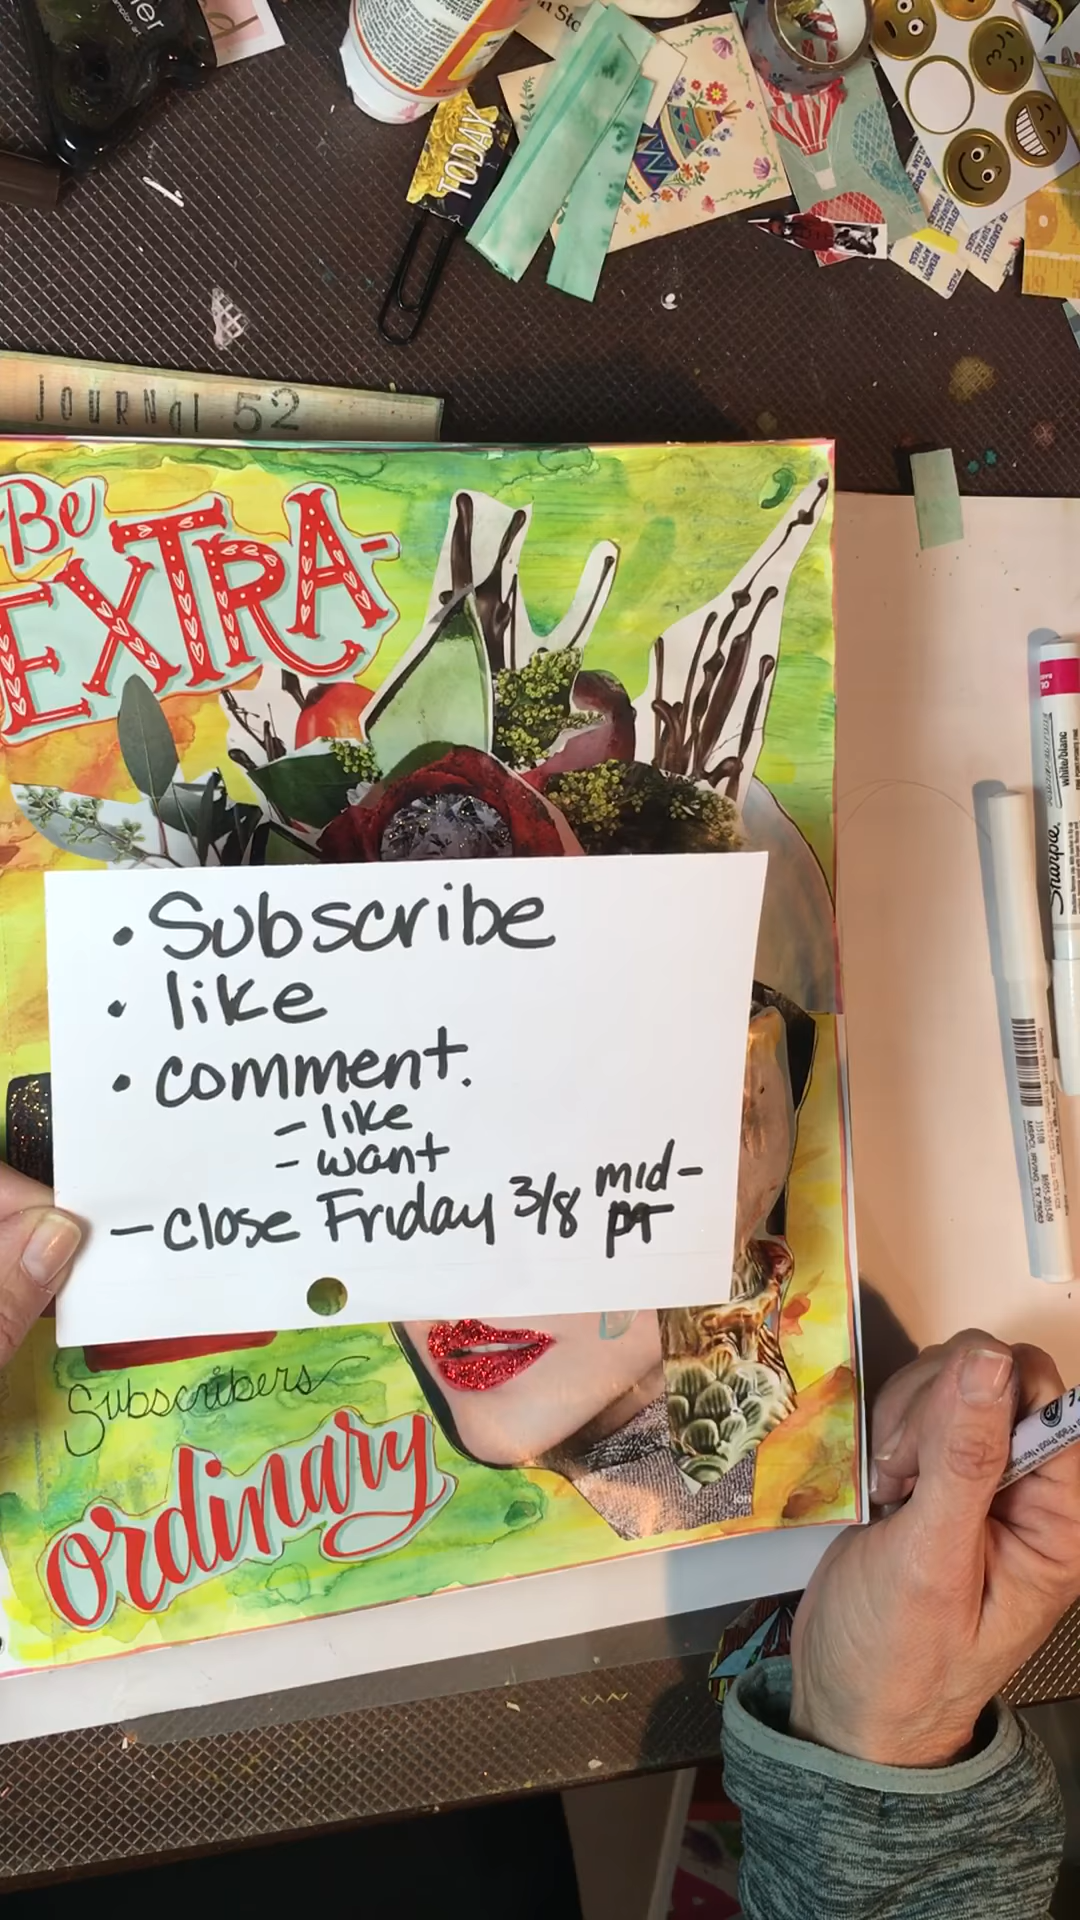 TODAY
JOURNAL 52
Be
EXTRA-
• Subscribe
• like
• comment.
- like
- want
- close Friday 3/8 mid-
pt
Subscribers
ordinary
Sharpie
white/blanc
lori